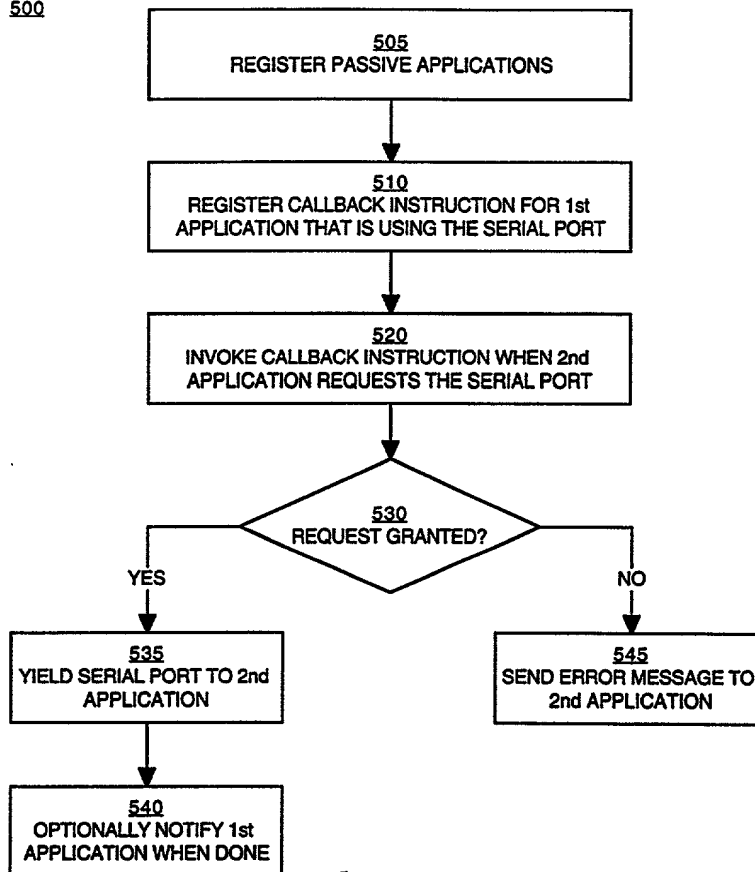 500
505
REGISTER PASSIVE APPLICATIONS
510
REGISTER CALLBACK INSTRUCTION FOR 1st
APPLICATION THAT IS USING THE SERIAL PORT
520
INVOKE CALLBACK INSTRUCTION WHEN 2nd
APPLICATION REQUESTS THE SERIAL PORT
530
REQUEST GRANTED?
YES
NO
535
YIELD SERIAL PORT TO 2nd
APPLICATION
545
SEND ERROR MESSAGE TO
2nd APPLICATION
540
OPTIONALLY NOTIFY 1st
APPLICATION WHEN DONE